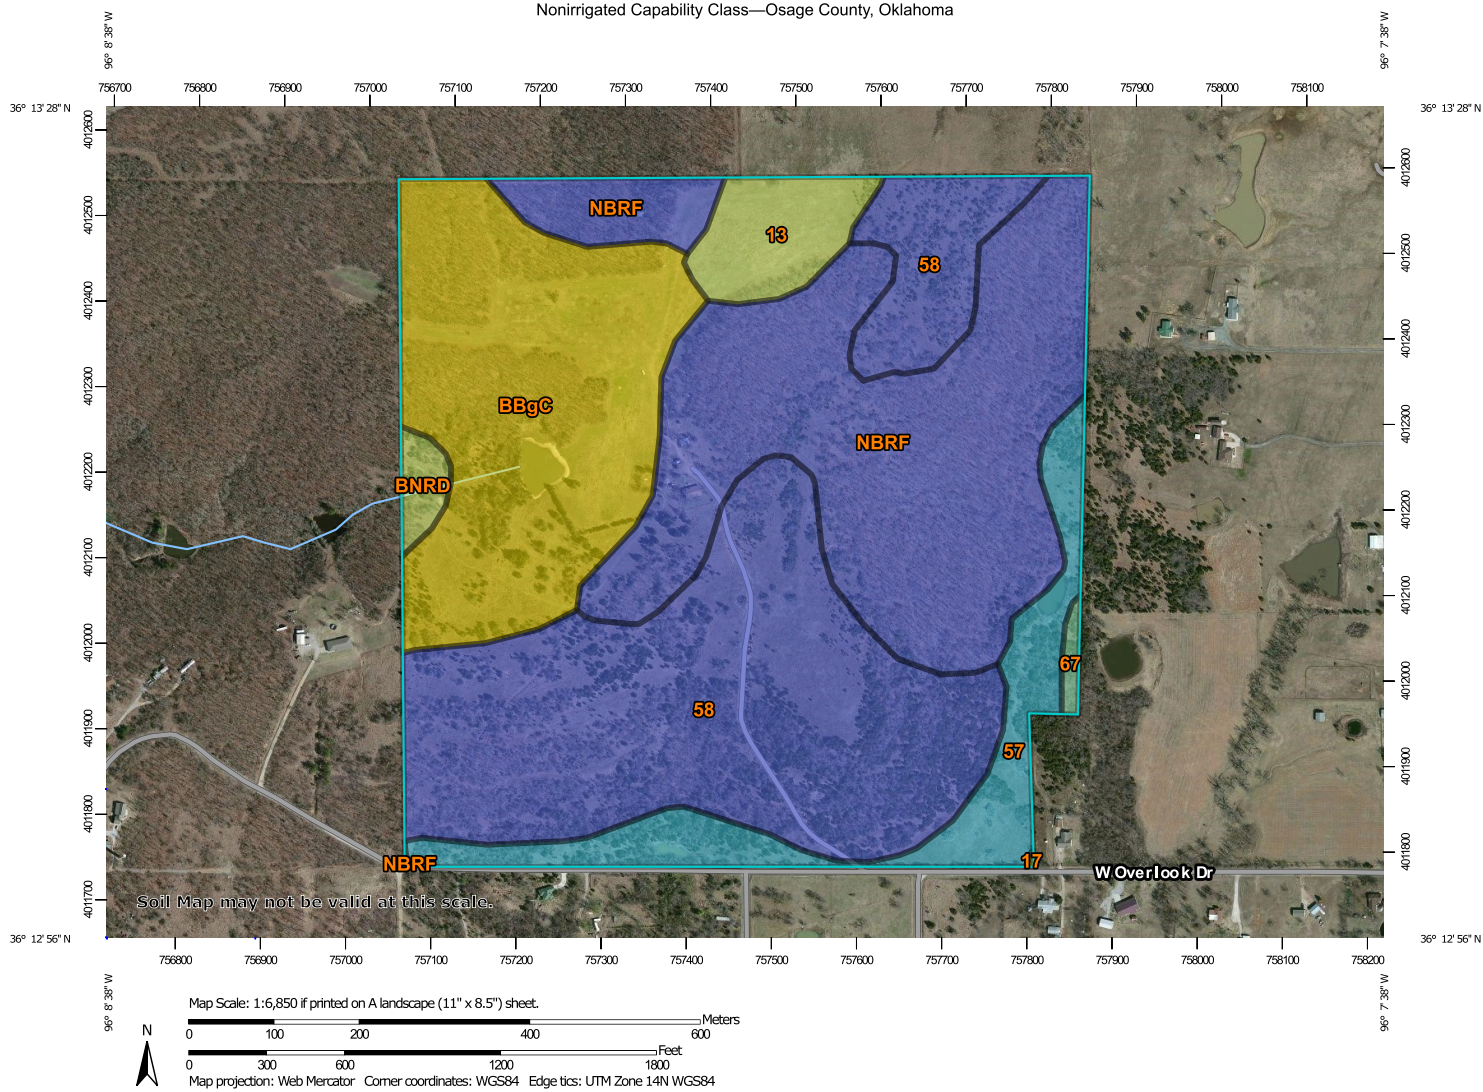 Nonirrigated Capability Class—Osage County, Oklahoma
96° 8' 38'' W
96° 7' 38'' W
756700 756800 756900 757000 757100 757200 757300 757400 757500 757600 757700 757800 757900 758000 758100
36° 13' 28'' N
36° 13' 28'' N
4012600
4012500
4012400
4012300
4012200
4012100
4012000
4011900
4011800
4011700
4012600
4012500
4012400
4012300
4012200
4012100
4012000
4011900
4011800
NBRF
13
58
BBgC
NBRF
BNRD
67
58
57
NBRF
17
W Overlook Dr
Soil Map may not be valid at this scale.
36° 12' 56'' N
36° 12' 56'' N
756800 756900 757000 757100 757200 757300 757400 757500 757600 757700 757800 757900 758000 758100 758200
96° 8' 38'' W
96° 7' 38'' W
Map Scale: 1:6,850 if printed on A landscape (11" x 8.5") sheet.
N
Meters
0 100 200 400 600
Feet
0 300 600 1200 1800
Map projection: Web Mercator Corner coordinates: WGS84 Edge tics: UTM Zone 14N WGS84